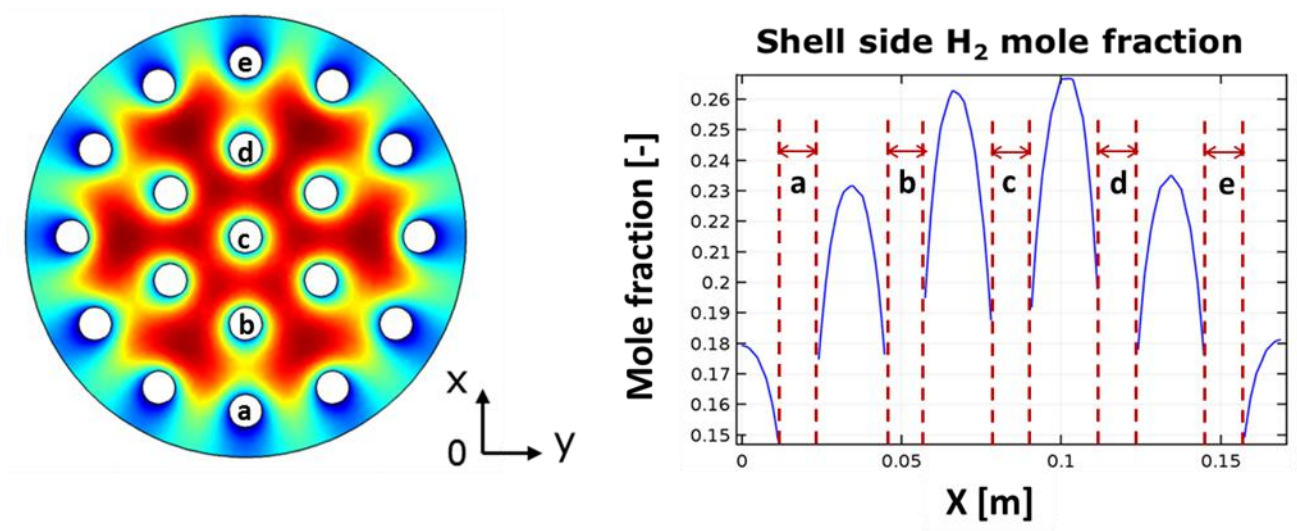 e
d
c
b
a
x
0
y
Shell side H₂ mole fraction
Mole fraction [-]
0.26
0.25
0.24
0.23
0.22
0.21
0.2
0.19
0.18
0.17
0.16
0.15
a b c d e
0 0.05 0.1 0.15
X [m]